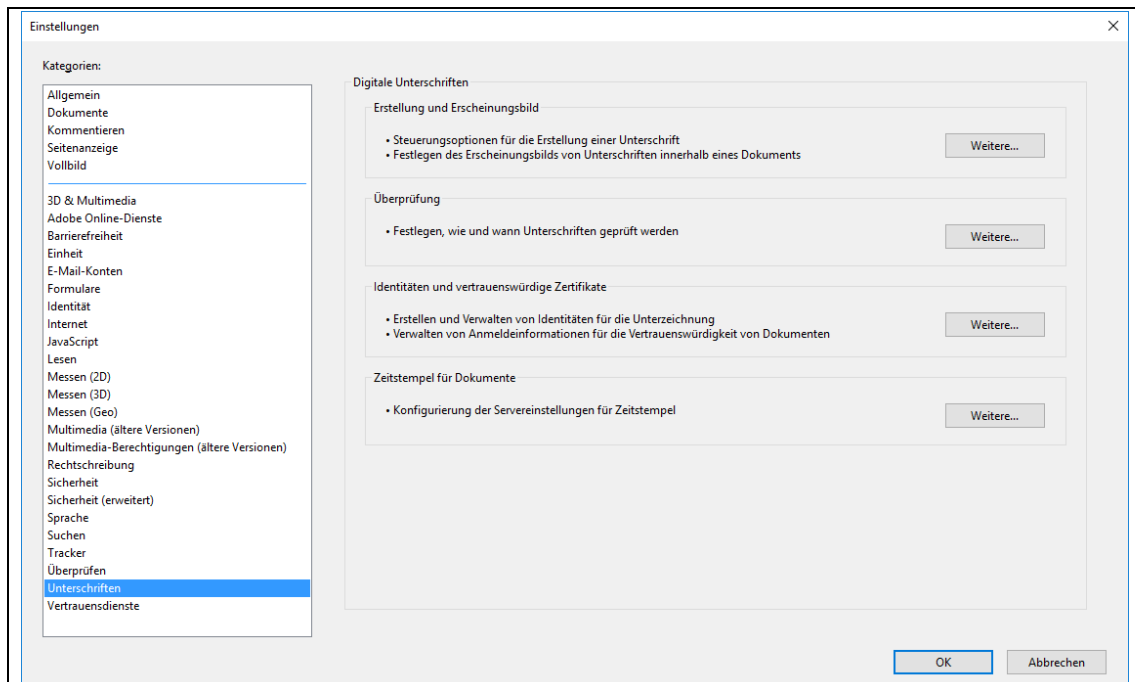 Einstellungen
Kategorien:
Allgemein
Dokumente
Kommentieren
Seitenanzeige
Vollbild
3D & Multimedia
Adobe Online-Dienste
Barrierefreiheit
Einheit
E-Mail-Konten
Formulare
Identität
Internet
JavaScript
Lesen
Messen (2D)
Messen (3D)
Messen (Geo)
Multimedia (ältere Versionen)
Multimedia-Berechtigungen (ältere Versionen)
Rechtschreibung
Sicherheit
Sicherheit (erweitert)
Sprache
Suchen
Tracker
Überprüfen
Unterschriften
Vertrauensdienste
Digitale Unterschriften
Erstellung und Erscheinungsbild
• Steuerungsoptionen für die Erstellung einer Unterschrift
• Festlegen des Erscheinungsbilds von Unterschriften innerhalb eines Dokuments
Weitere...
Überprüfung
• Festlegen, wie und wann Unterschriften geprüft werden
Weitere...
Identitäten und vertrauenswürdige Zertifikate
• Erstellen und Verwalten von Identitäten für die Unterzeichnung
• Verwalten von Anmeldeinformationen für die Vertrauenswürdigkeit von Dokumenten
Weitere...
Zeitstempel für Dokumente
• Konfigurierung der Servereinstellungen für Zeitstempel
Weitere...
OK
Abbrechen